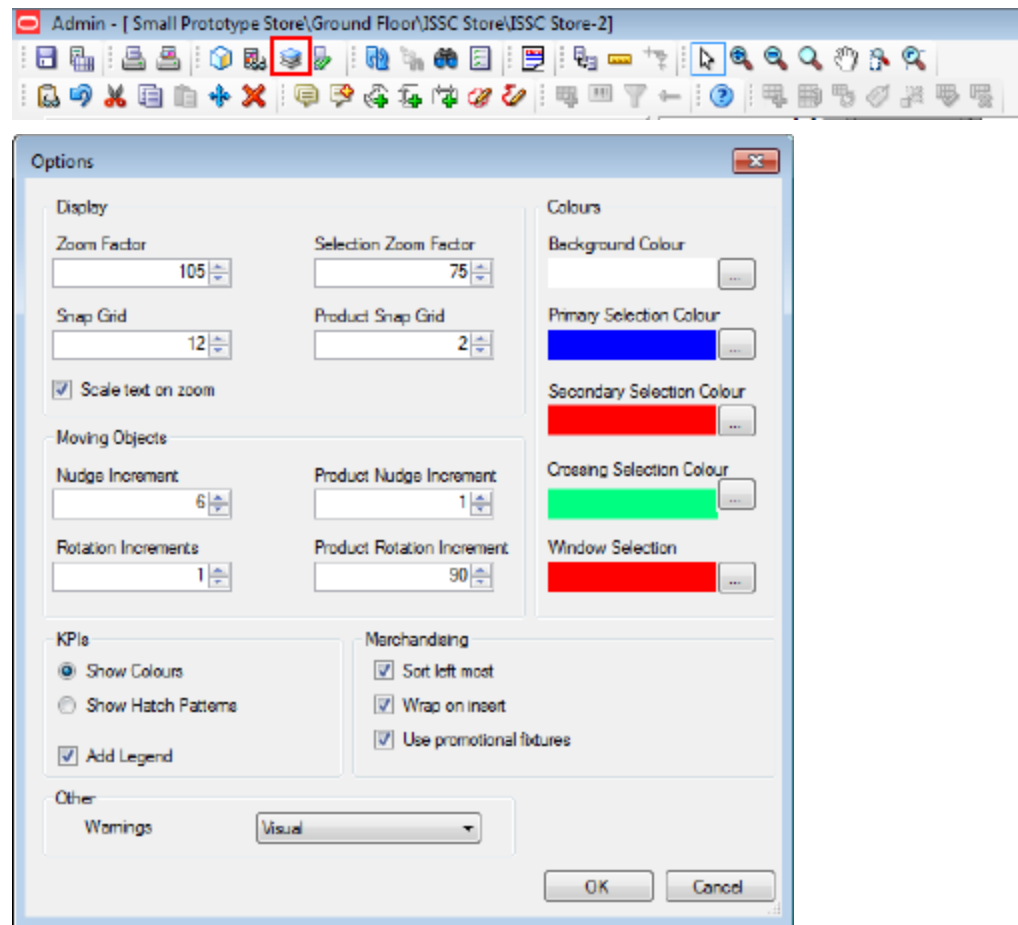 Admin - [ Small Prototype Store\Ground Floor\ISSC Store\ISSC Store-2]
Options
Display
Colours
Zoom Factor
Selection Zoom Factor
Background Colour
105
75
...
Snap Grid
Product Snap Grid
Primary Selection Colour
12
2
...
Scale text on zoom
Secondary Selection Colour
...
Moving Objects
Nudge Increment
Product Nudge Increment
Crossing Selection Colour
6
1
...
Rotation Increments
Product Rotation Increment
Window Selection
1
90
...
KPIs
Merchandising
Show Colours
Sort left most
Show Hatch Patterns
Wrap on insert
Add Legend
Use promotional fixtures
Other
Warnings
Visual
OK
Cancel